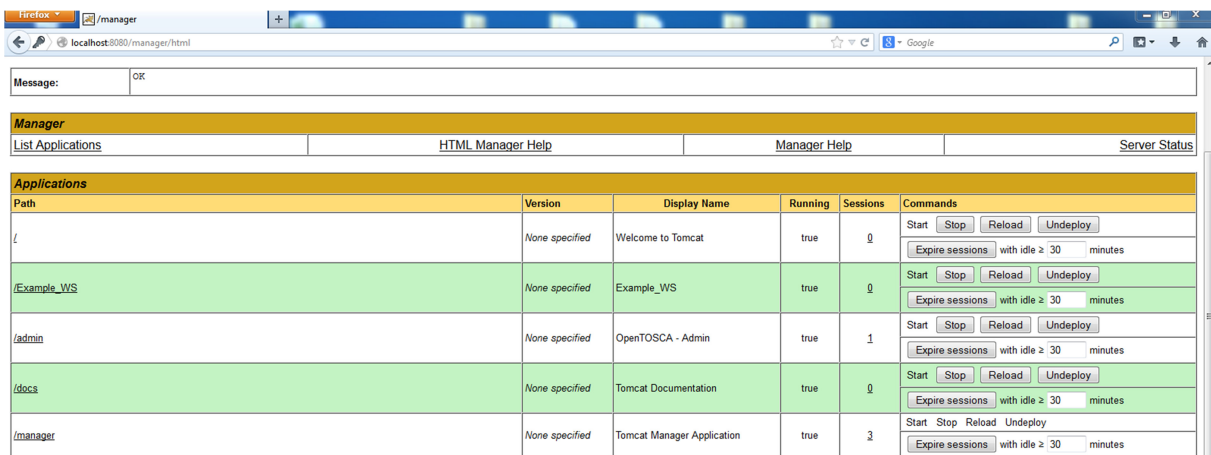 Firefox
/manager
+
localhost:8080/manager/html
8 Google
Message: OK
Manager
List Applications HTML Manager Help Manager Help Server Status
Applications
Path Version Display Name Running Sessions Commands
Start Stop Reload Undeploy
/ None specified Welcome to Tomcat true 0
Expire sessions with idle ≥ 30 minutes
Start Stop Reload Undeploy
/Example_WS None specified Example_WS true 0
Expire sessions with idle ≥ 30 minutes
Start Stop Reload Undeploy
/admin None specified OpenTOSCA - Admin true 1
Expire sessions with idle ≥ 30 minutes
Start Stop Reload Undeploy
/docs None specified Tomcat Documentation true 0
Expire sessions with idle ≥ 30 minutes
Start Stop Reload Undeploy
/manager None specified Tomcat Manager Application true 3
Expire sessions with idle ≥ 30 minutes